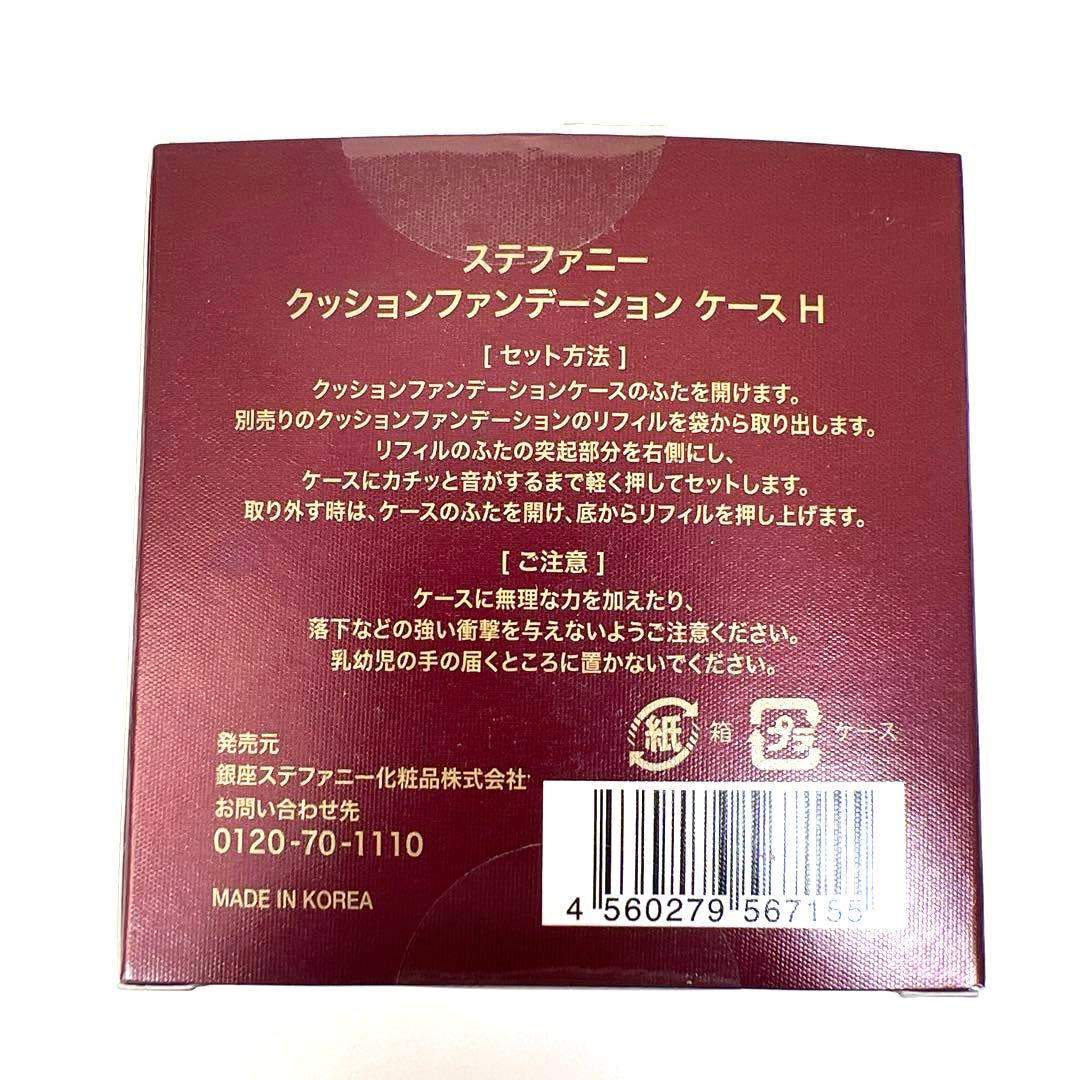 ステファニー
クッションファンデーション ケース H
[ セット方法 ]
クッションファンデーションケースのふたを開けます。
別売りのクッションファンデーションのリフィルを袋から取り出します。
リフィルのふたの突起部分を右側にし、
ケースにカチッと音がするまで軽く押してセットします。
取り外す時は、ケースのふたを開け、底からリフィルを押し上げます。
[ ご注意 ]
ケースに無理な力を加えたり、
落下などの強い衝撃を与えないようご注意ください。
乳幼児の手の届くところに置かないでください。
紙 箱 プラ ケース
発売元
銀座ステファニー化粧品株式会社
お問い合わせ先
0120-70-1110
MADE IN KOREA
4 560279 567155